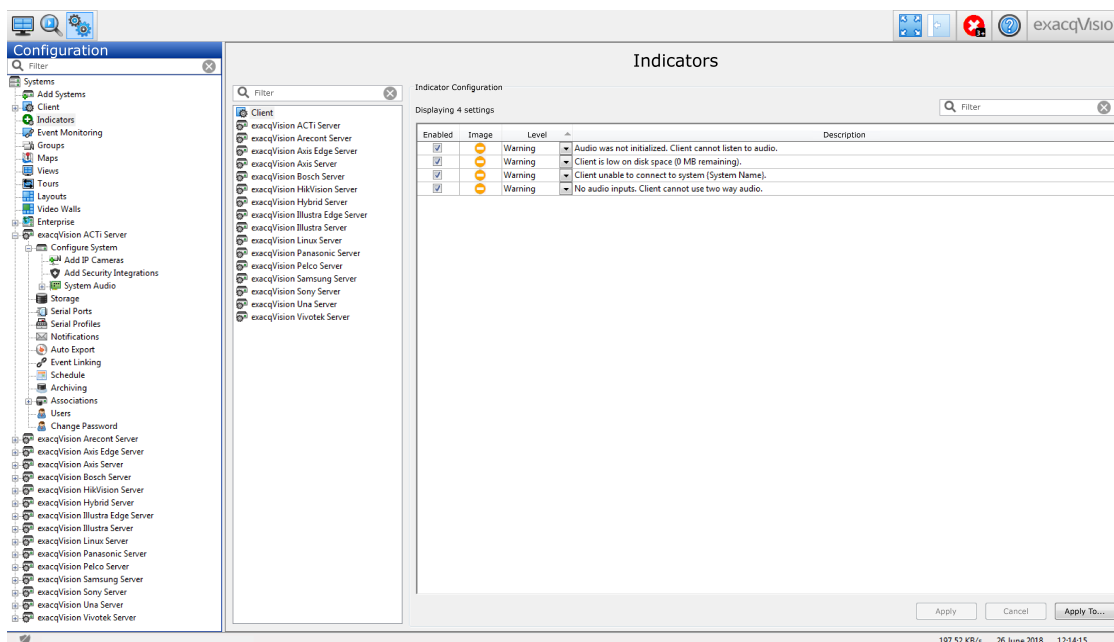 exacqVisio
Configuration
Filter
Systems
Add Systems
Client
Indicators
Event Monitoring
Groups
Maps
Views
Tours
Layouts
Video Walls
Enterprise
exacqVision ACTi Server
Configure System
Add IP Cameras
Add Security Integrations
System Audio
Storage
Serial Ports
Serial Profiles
Notifications
Auto Export
Event Linking
Schedule
Archiving
Associations
Users
Change Password
exacqVision Arecont Server
exacqVision Axis Edge Server
exacqVision Axis Server
exacqVision Bosch Server
exacqVision HikVision Server
exacqVision Hybrid Server
exacqVision Illustra Edge Server
exacqVision Illustra Server
exacqVision Linux Server
exacqVision Panasonic Server
exacqVision Pelco Server
exacqVision Samsung Server
exacqVision Sony Server
exacqVision Una Server
exacqVision Vivotek Server
Indicators
Filter
Client
exacqVision ACTi Server
exacqVision Arecont Server
exacqVision Axis Edge Server
exacqVision Axis Server
exacqVision Bosch Server
exacqVision HikVision Server
exacqVision Hybrid Server
exacqVision Illustra Edge Server
exacqVision Illustra Server
exacqVision Linux Server
exacqVision Panasonic Server
exacqVision Pelco Server
exacqVision Samsung Server
exacqVision Sony Server
exacqVision Una Server
exacqVision Vivotek Server
Indicator Configuration
Displaying 4 settings
Filter
Enabled Image Level Description
Warning Audio was not initialized. Client cannot listen to audio.
Warning Client is low on disk space (0 MB remaining).
Warning Client unable to connect to system (System Name).
Warning No audio inputs. Client cannot use two way audio.
Apply Cancel Apply To...
197.52 KB/s 26 June 2018 12:14:15